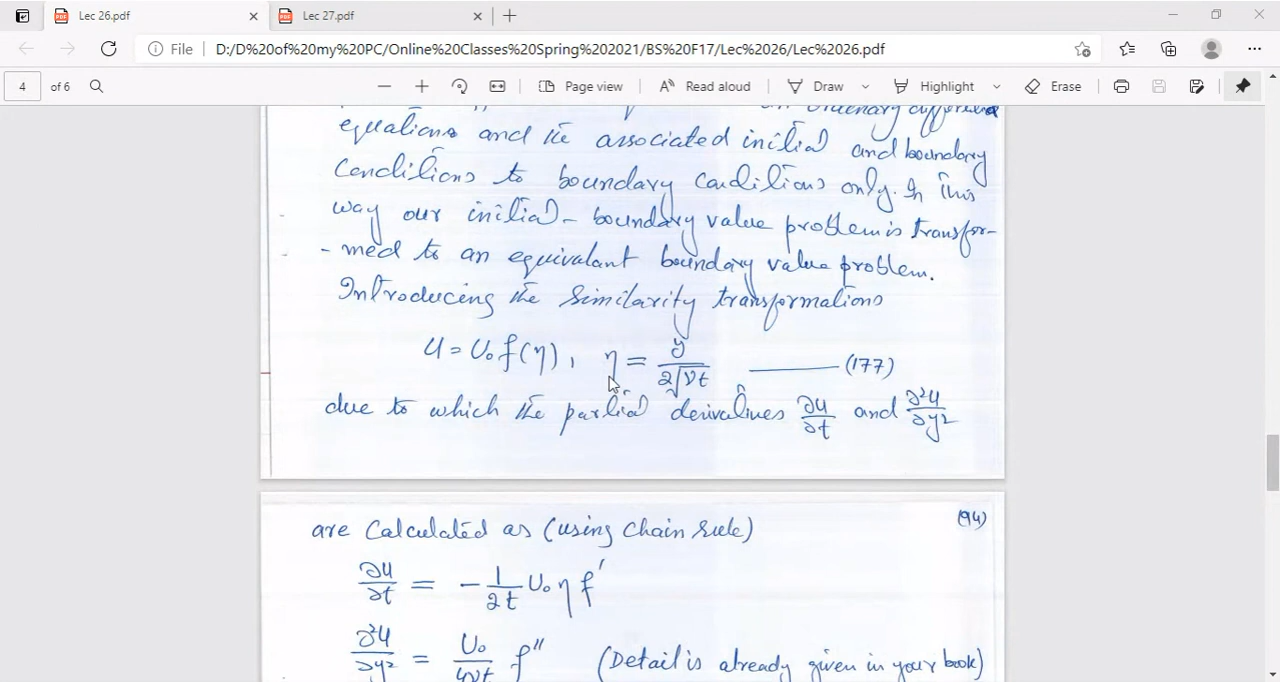 Lec 26.pdf
Lec 27.pdf
File
D:/D%20of%20my%20PC/Online%20Classes%20Spring%202021/BS%20F17/Lec%2026/Lec%2026.pdf
4 of 6
Page view
Read aloud
Draw
Highlight
Erase
ordinary
equations and the associated initial and boundary
Conditions to boundary conditions only. In this
way our initial-boundary value problem is transfor-
-med to an equivalant boundary value problem.
Introducing the similarity transformations
u = U₀ f(η), η = y / 2√νt ——— (177)
due to which the partial derivatives ∂u/∂t and ∂²u/∂y²
(94)
are Calculated as (using Chain rule)
∂u/∂t = - 1/2t U₀ η f′
∂²u/∂y² = U₀/4νt f″ (Detail is already given in your book)